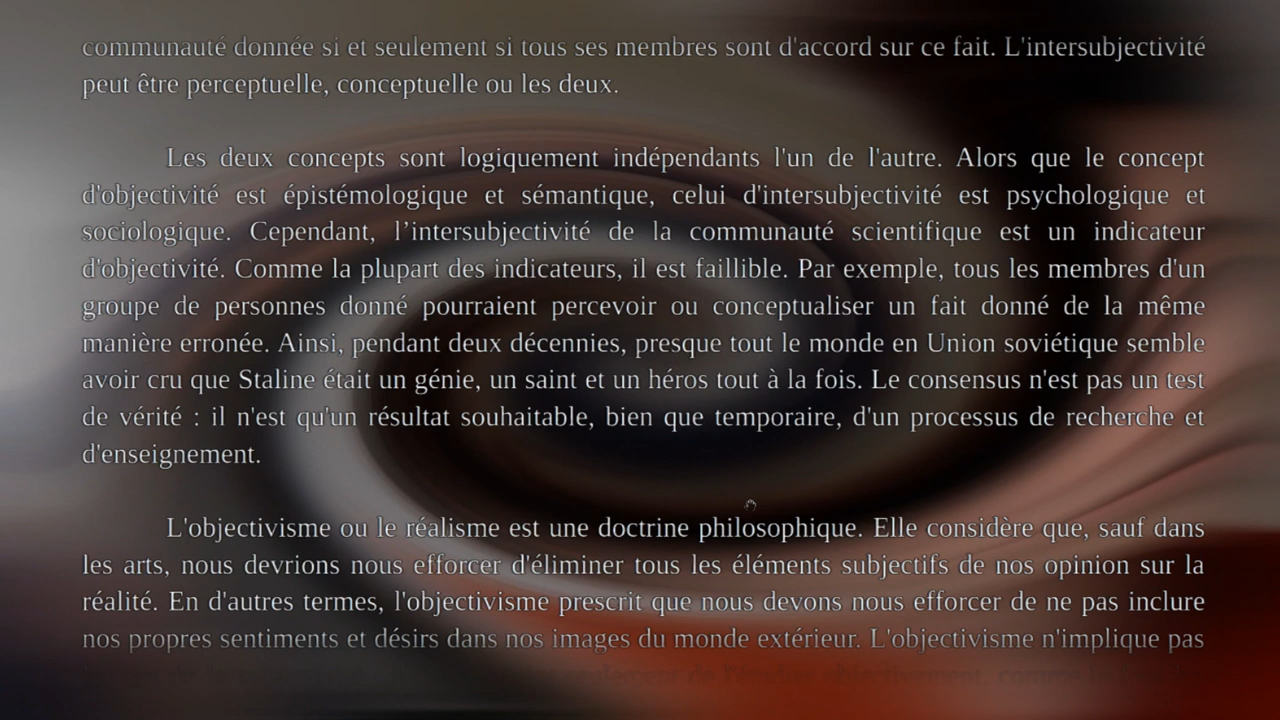 communauté donnée si et seulement si tous ses membres sont d'accord sur ce fait. L'intersubjectivité
peut être perceptuelle, conceptuelle ou les deux.
Les deux concepts sont logiquement indépendants l'un de l'autre. Alors que le concept
d'objectivité est épistémologique et sémantique, celui d'intersubjectivité est psychologique et
sociologique. Cependant, l’intersubjectivité de la communauté scientifique est un indicateur
d'objectivité. Comme la plupart des indicateurs, il est faillible. Par exemple, tous les membres d'un
groupe de personnes donné pourraient percevoir ou conceptualiser un fait donné de la même
manière erronée. Ainsi, pendant deux décennies, presque tout le monde en Union soviétique semble
avoir cru que Staline était un génie, un saint et un héros tout à la fois. Le consensus n'est pas un test
de vérité : il n'est qu'un résultat souhaitable, bien que temporaire, d'un processus de recherche et
d'enseignement.
L'objectivisme ou le réalisme est une doctrine philosophique. Elle considère que, sauf dans
les arts, nous devrions nous efforcer d'éliminer tous les éléments subjectifs de nos opinion sur la
réalité. En d'autres termes, l'objectivisme prescrit que nous devons nous efforcer de ne pas inclure
nos propres sentiments et désirs dans nos images du monde extérieur. L'objectivisme n'implique pas